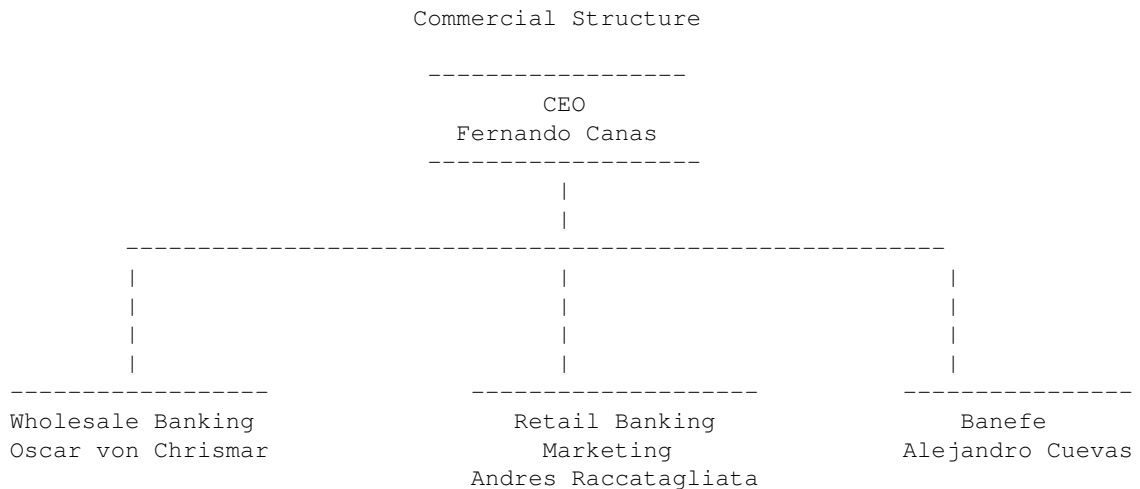 Commercial Structure
CEO
Fernando Canas
Wholesale Banking
Oscar von Chrismar
Retail Banking
Marketing
Andres Raccatagliata
Banefe
Alejandro Cuevas